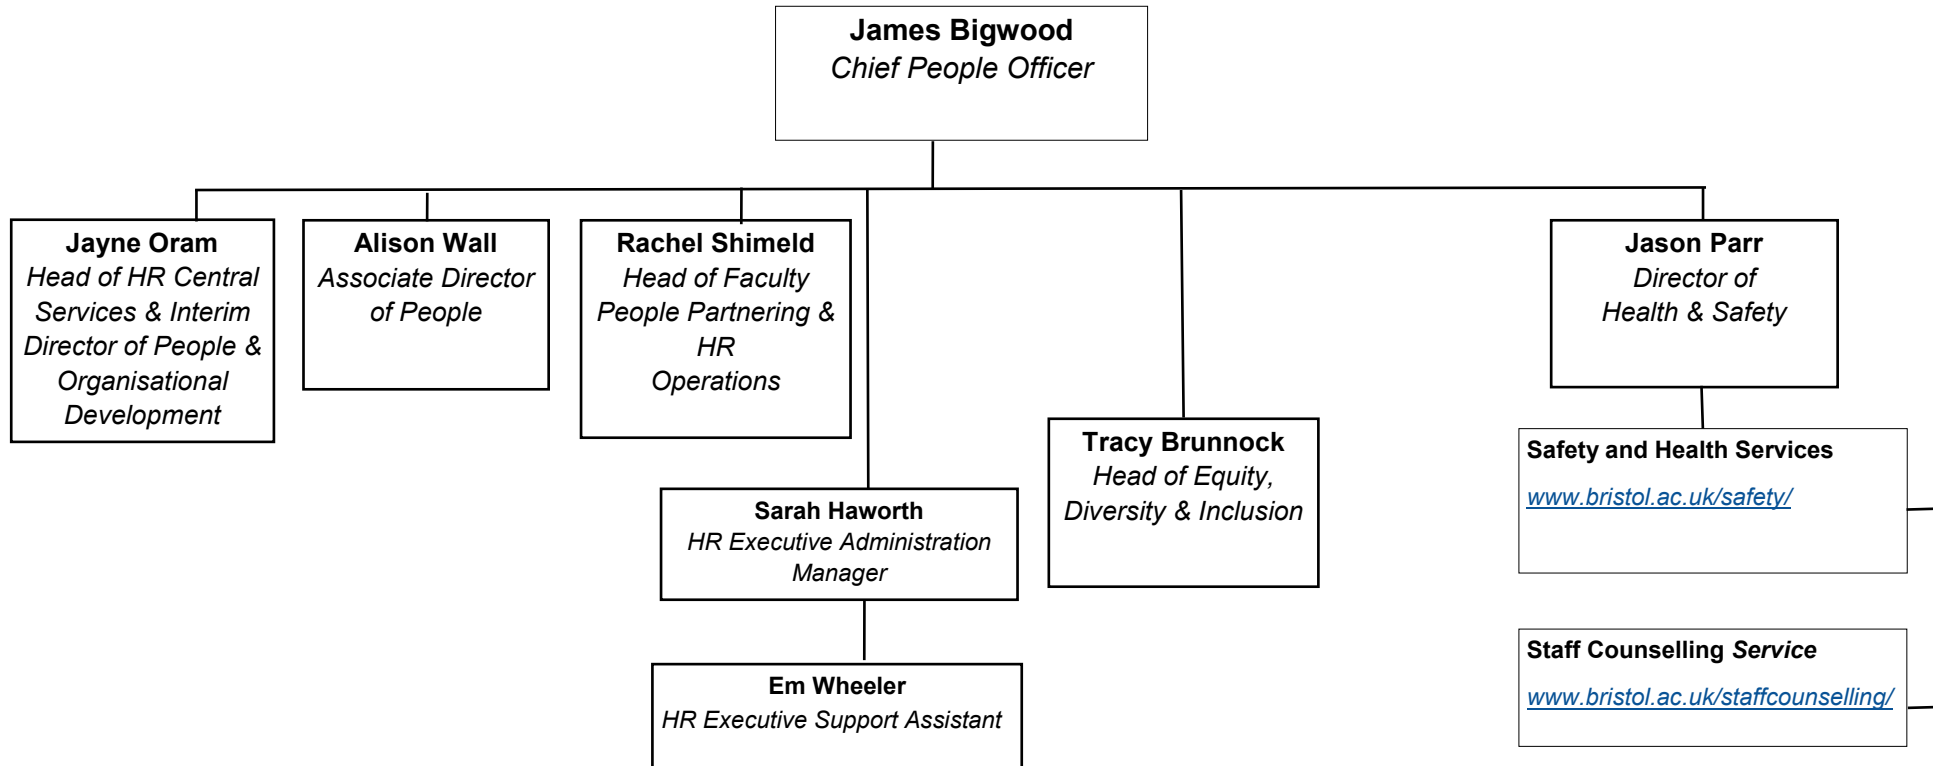 James Bigwood
Chief People Officer
Jayne Oram
Head of HR Central
Services & Interim
Director of People &
Organisational
Development
Alison Wall
Associate Director
of People
Rachel Shimeld
Head of Faculty
People Partnering &
HR
Operations
Jason Parr
Director of
Health & Safety
Tracy Brunnock
Head of Equity,
Diversity & Inclusion
Safety and Health Services
www.bristol.ac.uk/safety/
Sarah Haworth
HR Executive Administration
Manager
Staff Counselling Service
www.bristol.ac.uk/staffcounselling/
Em Wheeler
HR Executive Support Assistant